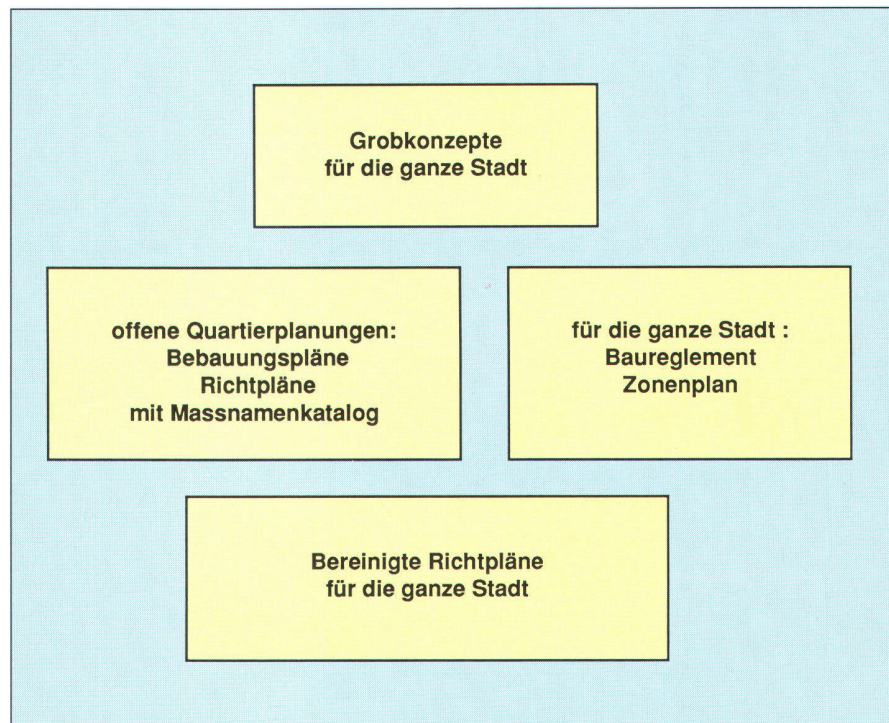 Grobkonzepte
für die ganze Stadt
offene Quartierplanungen:
Bebauungspläne
Richtpläne
mit Massnamenkatalog
für die ganze Stadt :
Baureglement
Zonenplan
Bereinigte Richtpläne
für die ganze Stadt